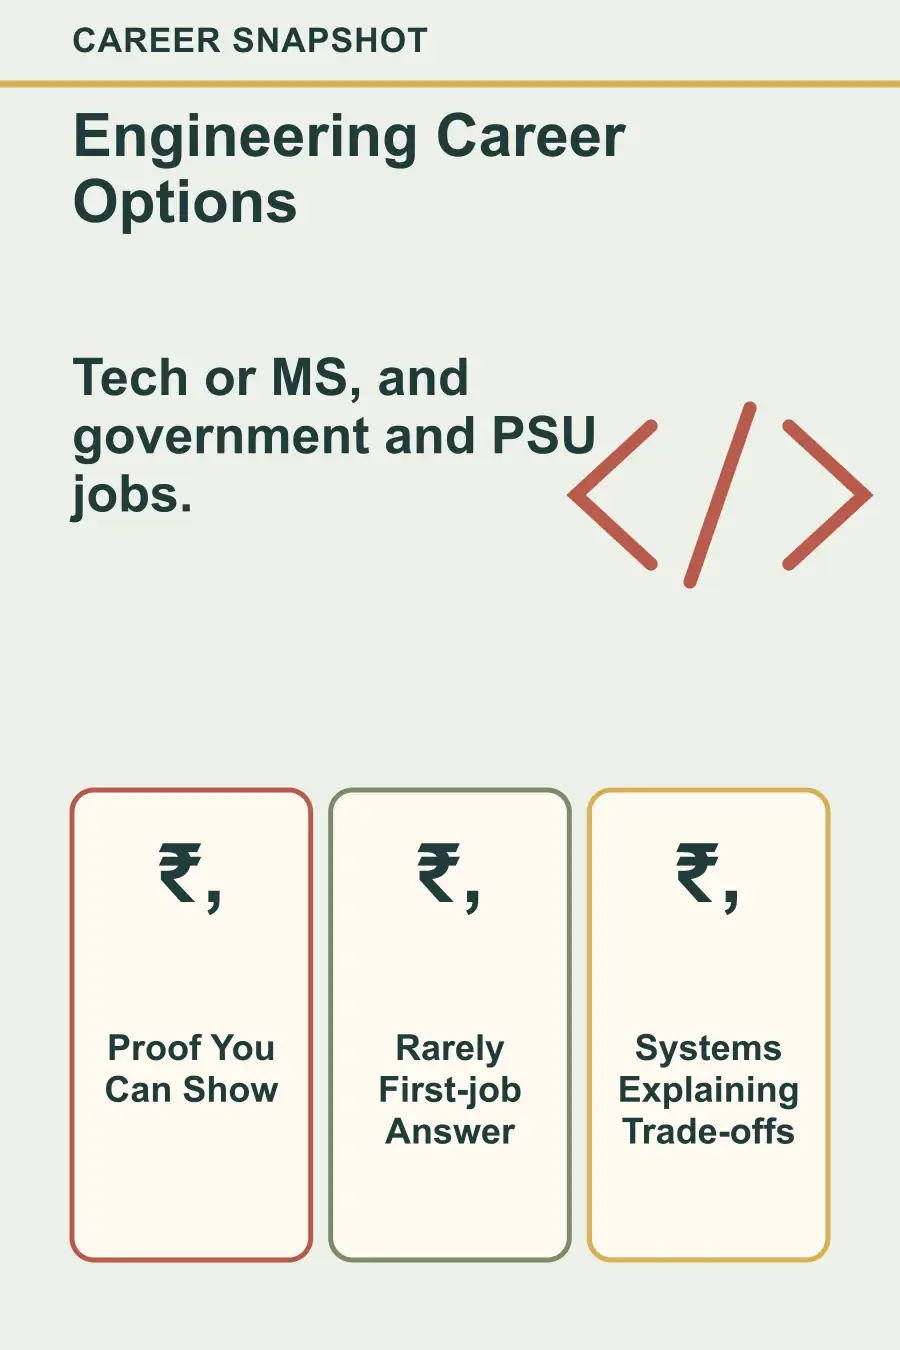 CAREER SNAPSHOT
Engineering Career
Options
Tech or MS, and
government and PSU
jobs.
</>
₹,
Proof You
Can Show
₹,
Rarely
First-job
Answer
₹,
Systems
Explaining
Trade-offs